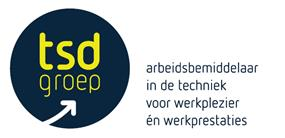 tsd
groep
arbeidsbemiddelaar
in de techniek
voor werkplezier
én werkprestaties